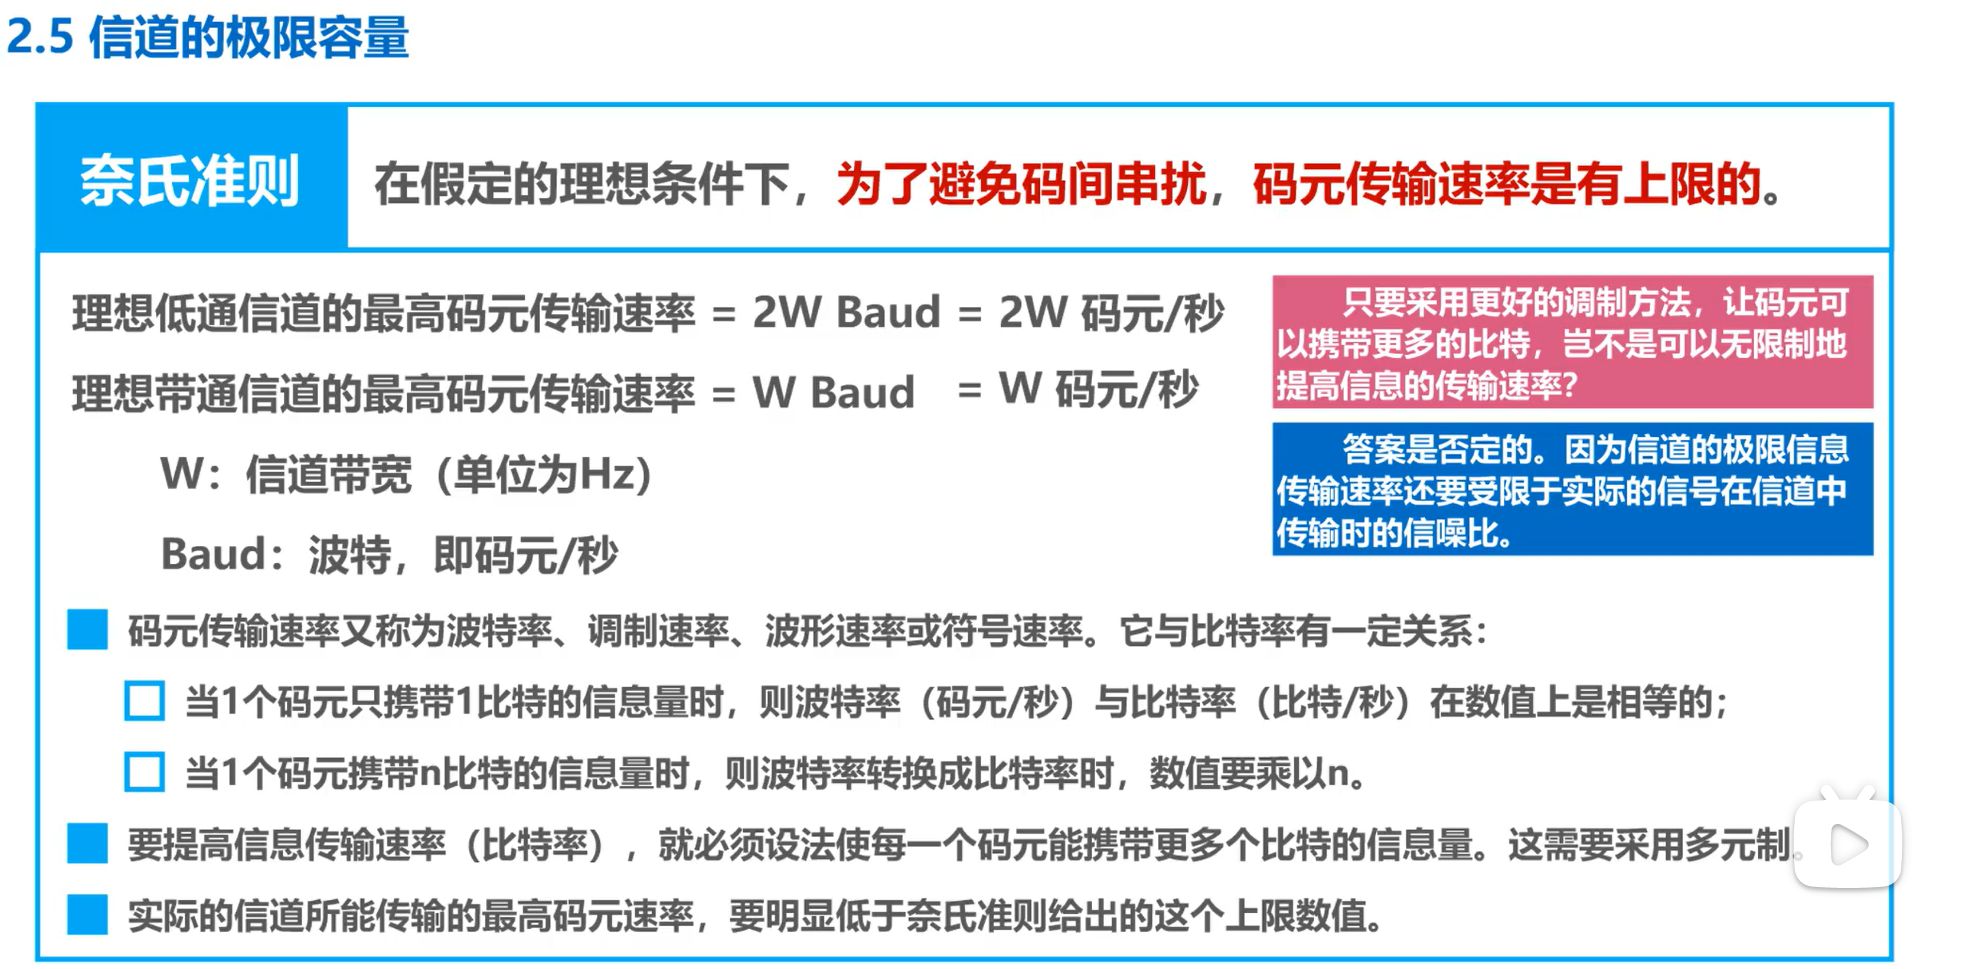 2.5 信道的极限容量
奈氏准则
在假定的理想条件下，为了避免码间串扰，码元传输速率是有上限的。
理想低通信道的最高码元传输速率 = 2W Baud = 2W 码元/秒
理想带通信道的最高码元传输速率 = W Baud = W 码元/秒
W：信道带宽（单位为Hz）
Baud：波特，即码元/秒
只要采用更好的调制方法，让码元可
以携带更多的比特，岂不是可以无限制地
提高信息的传输速率？
答案是否定的。因为信道的极限信息
传输速率还要受限于实际的信号在信道中
传输时的信噪比。
码元传输速率又称为波特率、调制速率、波形速率或符号速率。它与比特率有一定关系：
当1个码元只携带1比特的信息量时，则波特率（码元/秒）与比特率（比特/秒）在数值上是相等的；
当1个码元携带n比特的信息量时，则波特率转换成比特率时，数值要乘以n。
要提高信息传输速率（比特率），就必须设法使每一个码元能携带更多个比特的信息量。这需要采用多元制。
实际的信道所能传输的最高码元速率，要明显低于奈氏准则给出的这个上限数值。